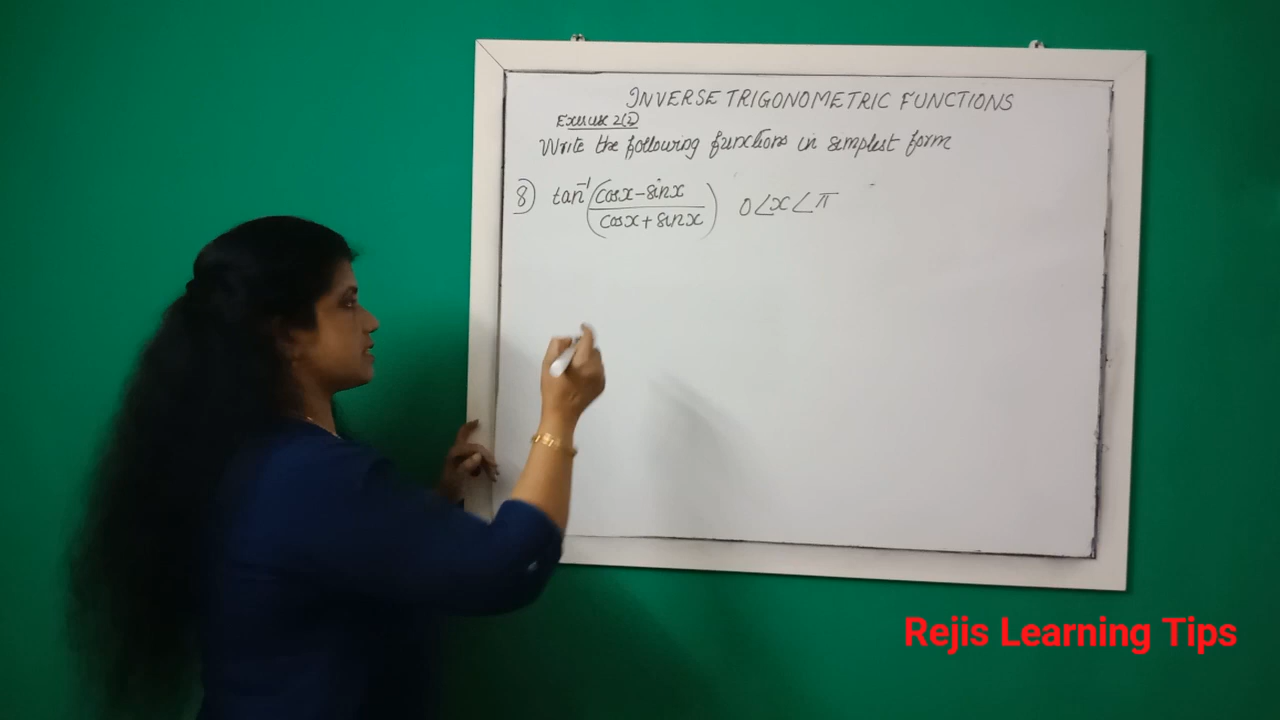 INVERSE TRIGONOMETRIC FUNCTIONS
Exercise 2(2)
Write the following functions in simplest form
8) tan⁻¹(cosx-sinx / cosx+sinx) 0<x<π
Rejis Learning Tips